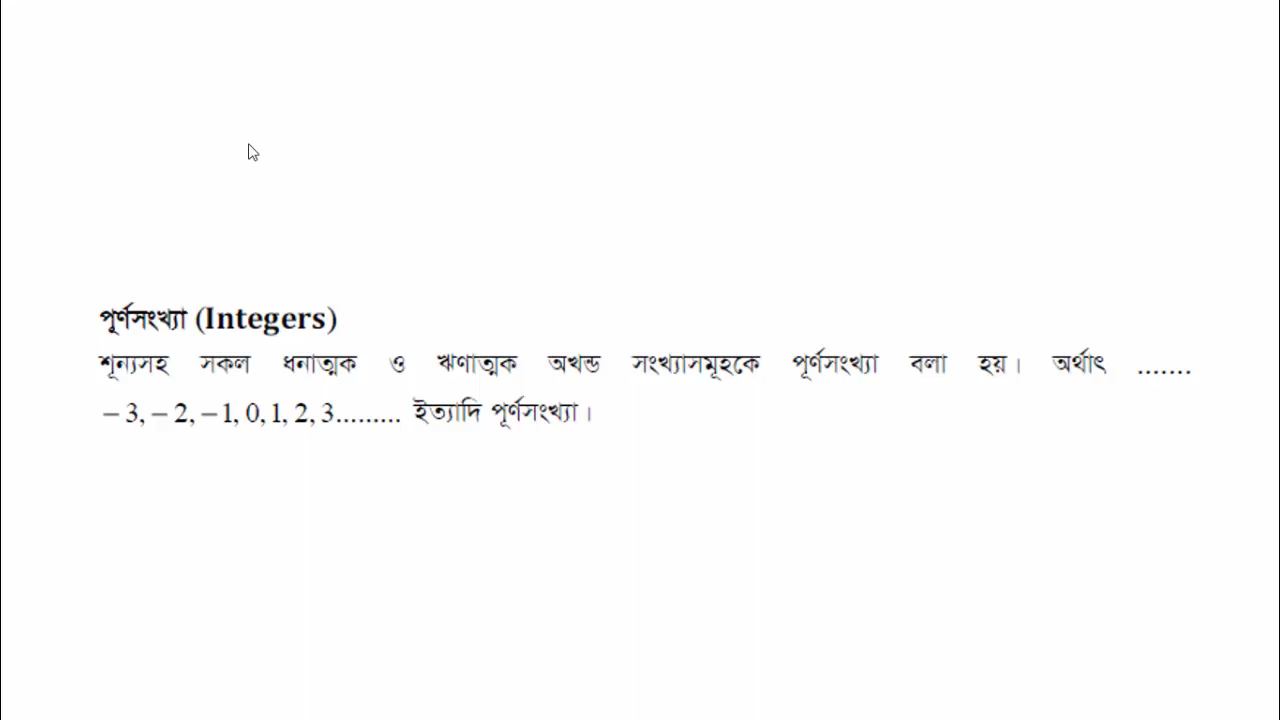 পূর্ণসংখ্যা (Integers)
শূন্যসহ সকল ধনাত্মক ও ঋণাত্মক অখন্ড সংখ্যাসমূহকে পূর্ণসংখ্যা বলা হয়। অর্থাৎ .......
−3, −2, −1, 0, 1, 2, 3......... ইত্যাদি পূর্ণসংখ্যা।